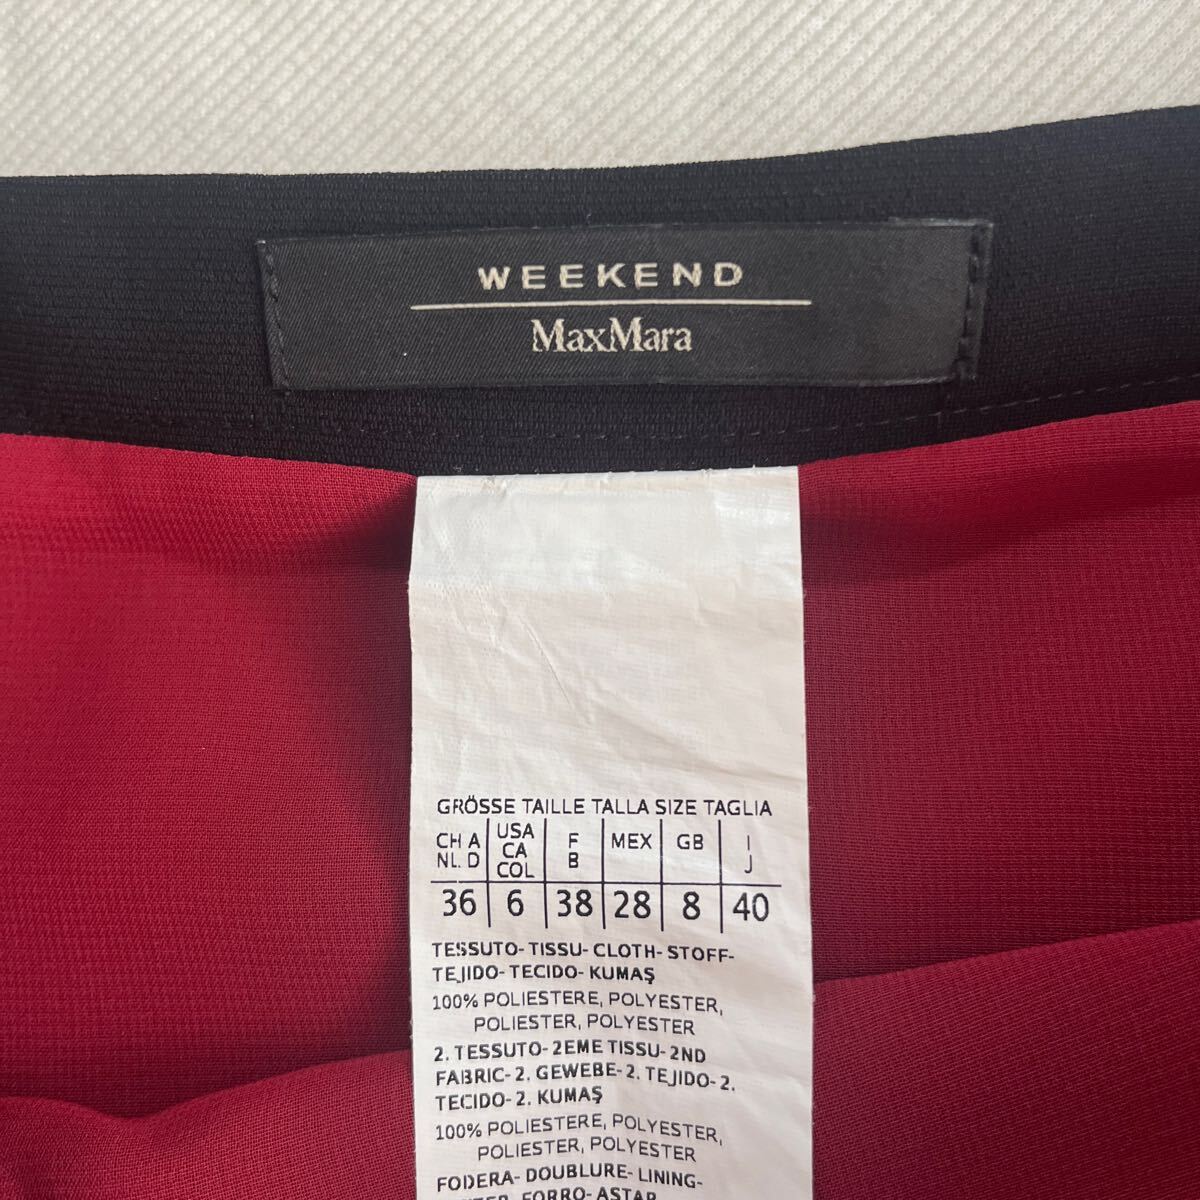 WEEKEND
MaxMara
GRÖSSE TAILLE TALLA SIZE TAGLIA
CH A NL. D USA CA COL F B MEX GB I J
36 6 38 28 8 40
TESSUTO-TISSU-CLOTH-STOFF-
TEJIDO-TECIDO-KUMAŞ
100% POLIESTERE, POLYESTER,
POLIESTER, POLYESTER
2. TESSUTO-2EME TISSU-2ND
FABRIC-2. GEWEBE-2. TEJIDO-2.
TECIDO-2. KUMAŞ
100% POLIESTERE, POLYESTER,
POLIESTER, POLYESTER
FODERA-DOUBLURE-LINING-
FORRO-ASTAR